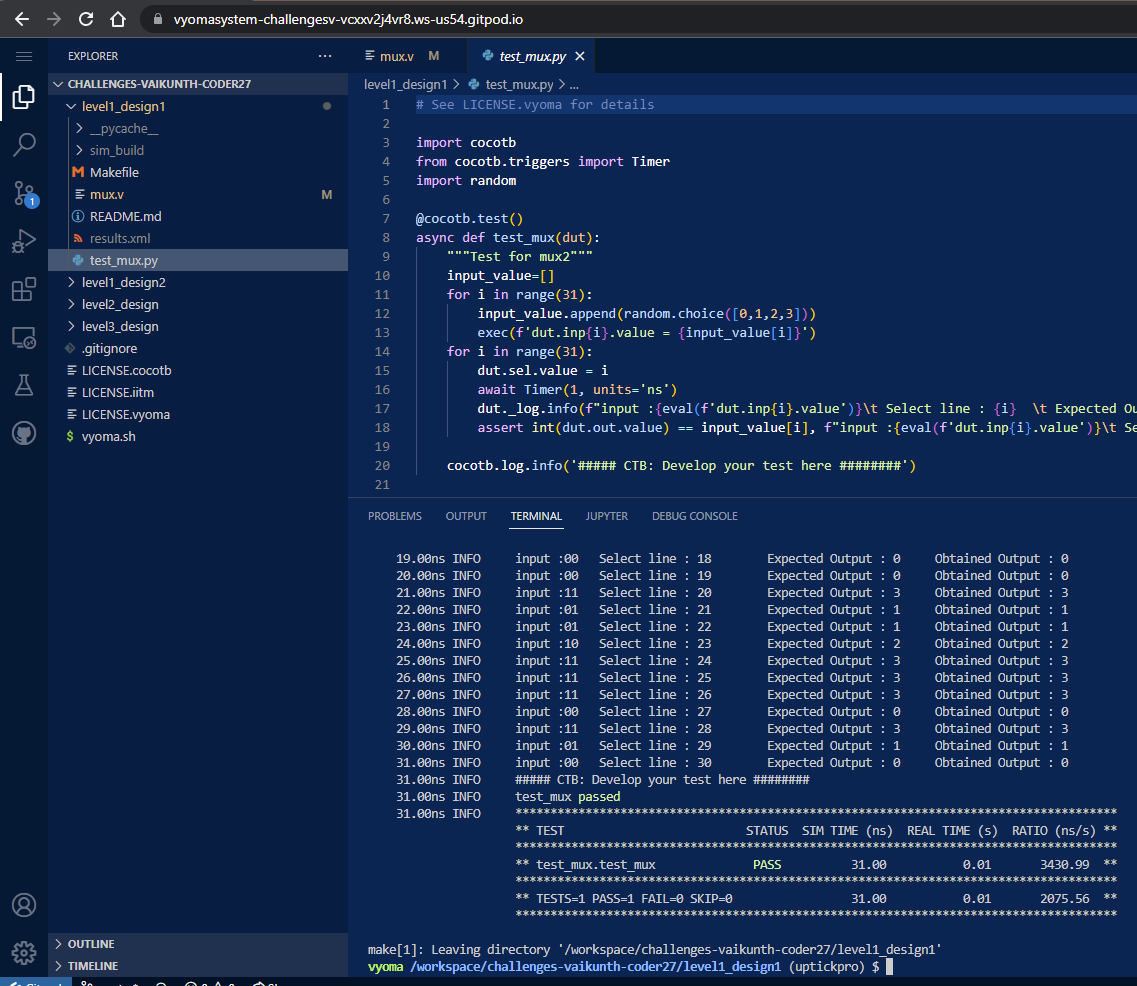 vyomasystem-challengesv-vcxxv2j4vr8.ws-us54.gitpod.io
EXPLORER
mux.v M
test_mux.py
CHALLENGES-VAIKUNTH-CODER27
level1_design1
__pycache__
sim_build
Makefile
mux.v M
README.md
results.xml
test_mux.py
level1_design2
level2_design
level3_design
.gitignore
LICENSE.cocotb
LICENSE.iitm
LICENSE.vyoma
$ vyoma.sh
1
OUTLINE
TIMELINE
level1_design1 > test_mux.py > ...
1 # See LICENSE.vyoma for details
2
3 import cocotb
4 from cocotb.triggers import Timer
5 import random
6
7 @cocotb.test()
8 async def test_mux(dut):
9 """Test for mux2"""
10 input_value=[]
11 for i in range(31):
12 input_value.append(random.choice([0,1,2,3]))
13 exec(f'dut.inp{i}.value = {input_value[i]}')
14 for i in range(31):
15 dut.sel.value = i
16 await Timer(1, units='ns')
17 dut._log.info(f"input :{eval(f'dut.inp{i}.value')}\t Select line : {i} \t Expected Ou
18 assert int(dut.out.value) == input_value[i], f"input :{eval(f'dut.inp{i}.value')}\t Se
19
20 cocotb.log.info('##### CTB: Develop your test here ########')
21
PROBLEMS OUTPUT TERMINAL JUPYTER DEBUG CONSOLE
19.00ns INFO input :00 Select line : 18 Expected Output : 0 Obtained Output : 0
20.00ns INFO input :00 Select line : 19 Expected Output : 0 Obtained Output : 0
21.00ns INFO input :11 Select line : 20 Expected Output : 3 Obtained Output : 3
22.00ns INFO input :01 Select line : 21 Expected Output : 1 Obtained Output : 1
23.00ns INFO input :01 Select line : 22 Expected Output : 1 Obtained Output : 1
24.00ns INFO input :10 Select line : 23 Expected Output : 2 Obtained Output : 2
25.00ns INFO input :11 Select line : 24 Expected Output : 3 Obtained Output : 3
26.00ns INFO input :11 Select line : 25 Expected Output : 3 Obtained Output : 3
27.00ns INFO input :11 Select line : 26 Expected Output : 3 Obtained Output : 3
28.00ns INFO input :00 Select line : 27 Expected Output : 0 Obtained Output : 0
29.00ns INFO input :11 Select line : 28 Expected Output : 3 Obtained Output : 3
30.00ns INFO input :01 Select line : 29 Expected Output : 1 Obtained Output : 1
31.00ns INFO input :00 Select line : 30 Expected Output : 0 Obtained Output : 0
31.00ns INFO ##### CTB: Develop your test here ########
31.00ns INFO test_mux passed
31.00ns INFO **************************************************************************************
** TEST STATUS SIM TIME (ns) REAL TIME (s) RATIO (ns/s) **
**************************************************************************************
** test_mux.test_mux PASS 31.00 0.01 3430.99 **
**************************************************************************************
** TESTS=1 PASS=1 FAIL=0 SKIP=0 31.00 0.01 2075.56 **
**************************************************************************************
make[1]: Leaving directory '/workspace/challenges-vaikunth-coder27/level1_design1'
vyoma /workspace/challenges-vaikunth-coder27/level1_design1 (uptickpro) $